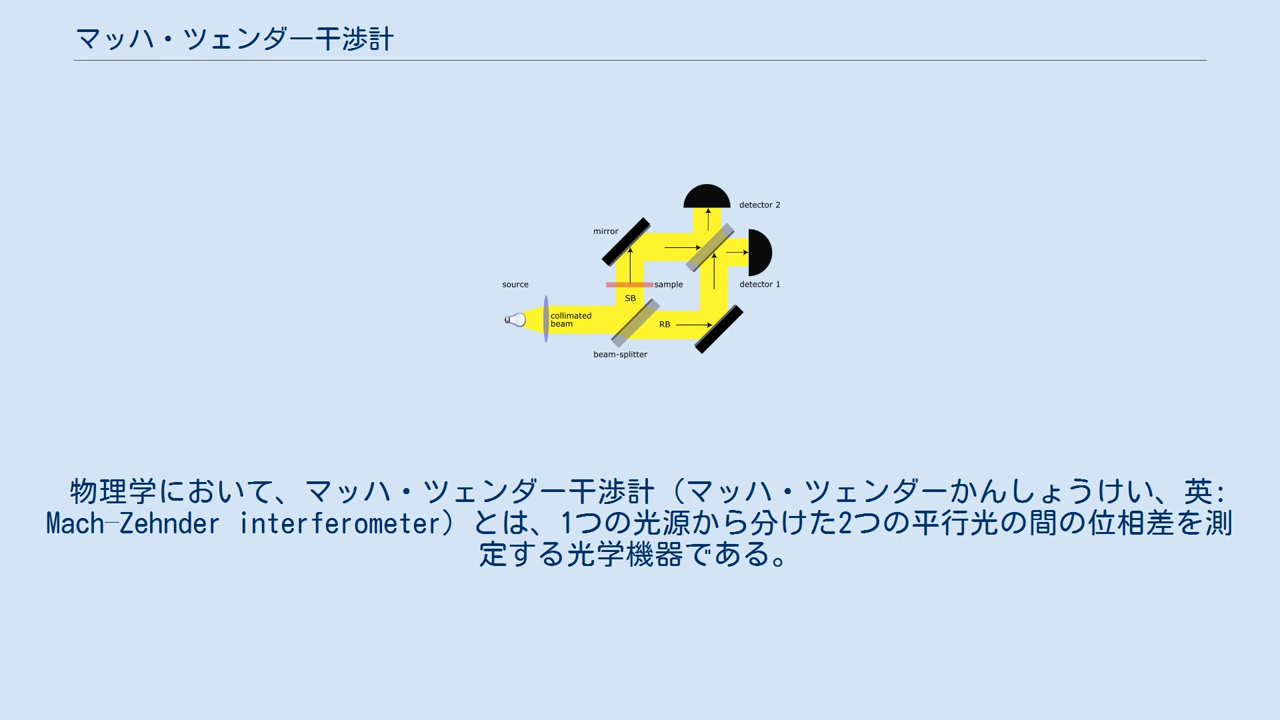 マッハ・ツェンダー干渉計
detector 2
mirror
detector 1
source
sample
SB
collimated
beam
RB
beam-splitter
物理学において、マッハ・ツェンダー干渉計（マッハ・ツェンダーかんしょうけい、英:
Mach–Zehnder interferometer）とは、1つの光源から分けた2つの平行光の間の位相差を測
定する光学機器である。